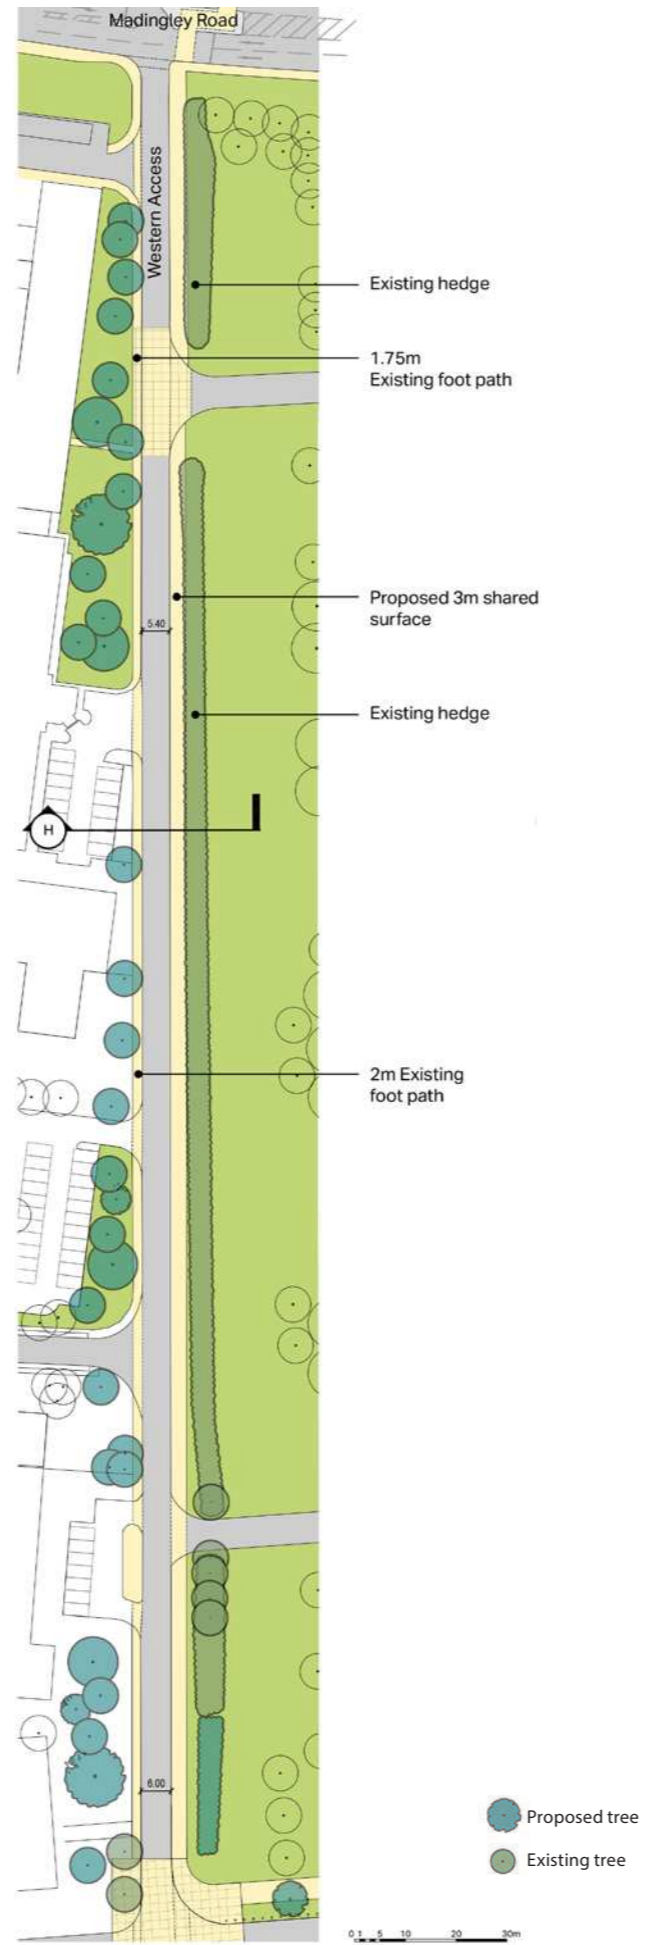 Madingley Road
Western Access
Existing hedge
1.75m
Existing foot path
Proposed 3m shared
surface
5.40
Existing hedge
H
2m Existing
foot path
6.00
Proposed tree
Existing tree
0 1 5 10 20 30m